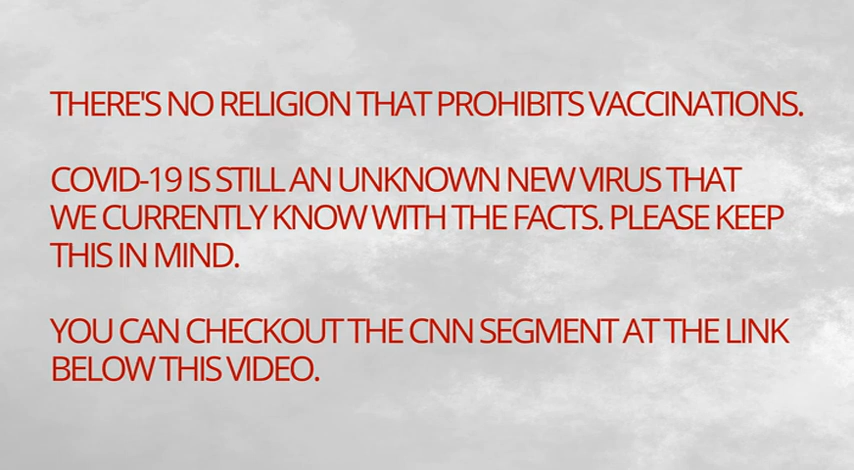 THERE'S NO RELIGION THAT PROHIBITS VACCINATIONS.
COVID-19 IS STILL AN UNKNOWN NEW VIRUS THAT
WE CURRENTLY KNOW WITH THE FACTS. PLEASE KEEP
THIS IN MIND.
YOU CAN CHECKOUT THE CNN SEGMENT AT THE LINK
BELOW THIS VIDEO.